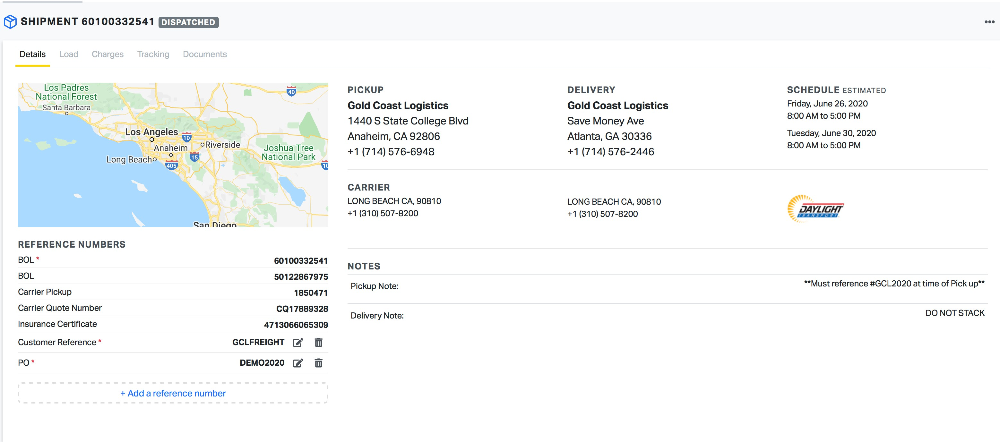 SHIPMENT 60100332541 DISPATCHED
Details Load Charges Tracking Documents
Los Padres
National Forest
Santa Barbara
40
Los Angeles
10
Anaheim
Riverside
Long Beach
15
405
Joshua Tree
National Park
10
San Diego
PICKUP
Gold Coast Logistics
1440 S State College Blvd
Anaheim, CA 92806
+1 (714) 576-6948
DELIVERY
Gold Coast Logistics
Save Money Ave
Atlanta, GA 30336
+1 (714) 576-2446
SCHEDULE ESTIMATED
Friday, June 26, 2020
8:00 AM to 5:00 PM
Tuesday, June 30, 2020
8:00 AM to 5:00 PM
CARRIER
LONG BEACH CA, 90810
+1 (310) 507-8200
LONG BEACH CA, 90810
+1 (310) 507-8200
DAYLIGHT
TRANSPORT
REFERENCE NUMBERS
BOL * 60100332541
BOL 50122867975
Carrier Pickup 1850471
Carrier Quote Number CQ17889328
Insurance Certificate 4713066065309
Customer Reference * GCLFREIGHT
PO * DEMO2020
+ Add a reference number
NOTES
Pickup Note: **Must reference #GCL2020 at time of Pick up**
Delivery Note: DO NOT STACK